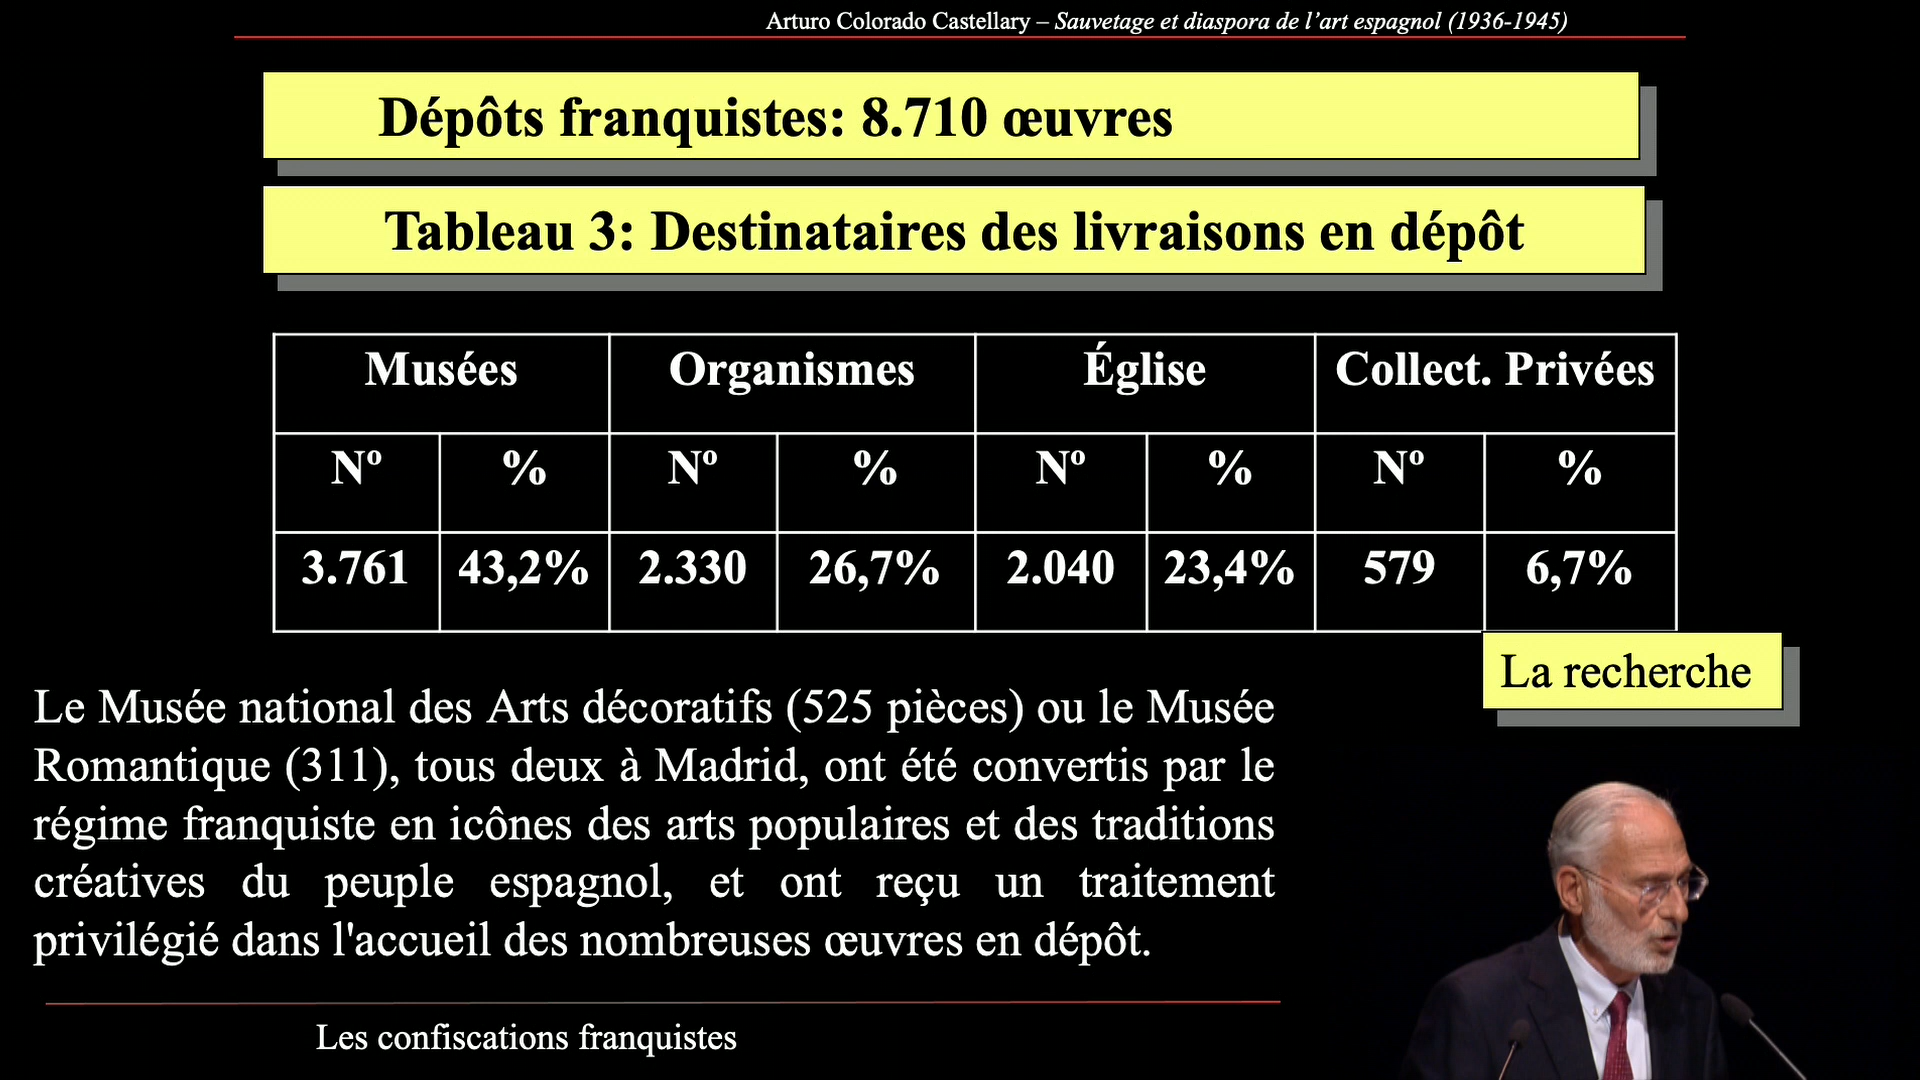 Arturo Colorado Castellary – Sauvetage et diaspora de l’art espagnol (1936-1945)
Dépôts franquistes: 8.710 œuvres
Tableau 3: Destinataires des livraisons en dépôt
Musées Organismes Église Collect. Privées
Nº % Nº % Nº % Nº %
3.761 43,2% 2.330 26,7% 2.040 23,4% 579 6,7%
La recherche
Le Musée national des Arts décoratifs (525 pièces) ou le Musée
Romantique (311), tous deux à Madrid, ont été convertis par le
régime franquiste en icônes des arts populaires et des traditions
créatives du peuple espagnol, et ont reçu un traitement
privilégié dans l'accueil des nombreuses œuvres en dépôt.
Les confiscations franquistes